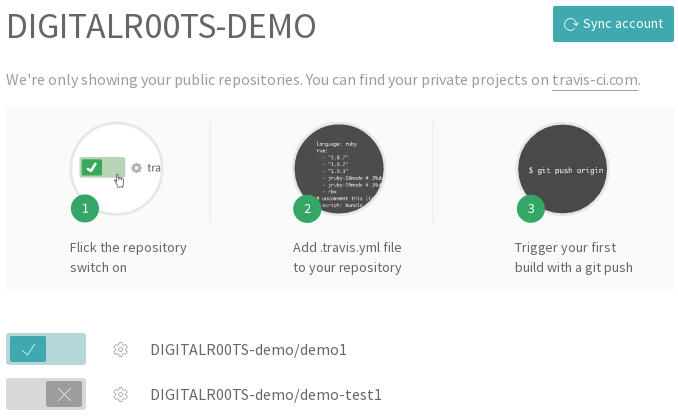 DIGITALR00TS-DEMO
Sync account
We're only showing your public repositories. You can find your private projects on travis-ci.com.
tra
language: ruby
rvm:
- "1.8.7"
- "1.9.2"
- "1.9.3"
- jruby-18mode # JRub
- jruby-19mode # JR
- rbx
# uncomment this li
script: bundle
$ git push origin
1
2
3
Flick the repository
switch on
Add .travis.yml file
to your repository
Trigger your first
build with a git push
DIGITALR00TS-demo/demo1
DIGITALR00TS-demo/demo-test1